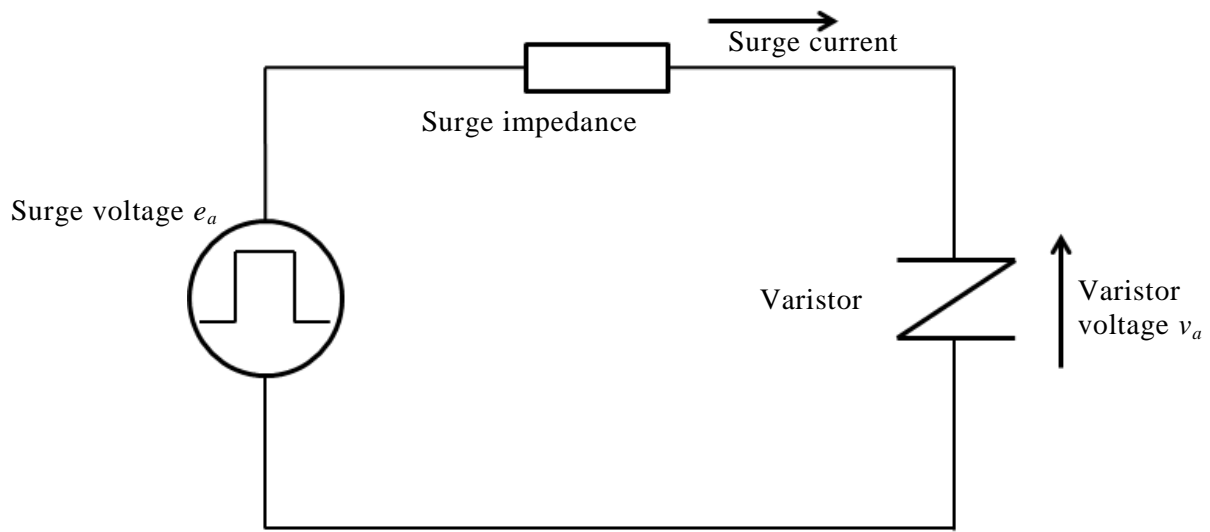 Surge current
Surge impedance
Surge voltage eₐ
Varistor
Varistor
voltage vₐ